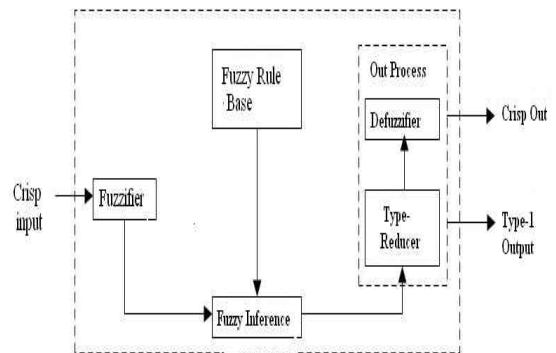 Fuzzy Rule
Base
Out Process
Defuzzifier
Crisp Out
Crisp
input
Fuzzifier
Type-
Reducer
Type-1
Output
Fuzzy Inference